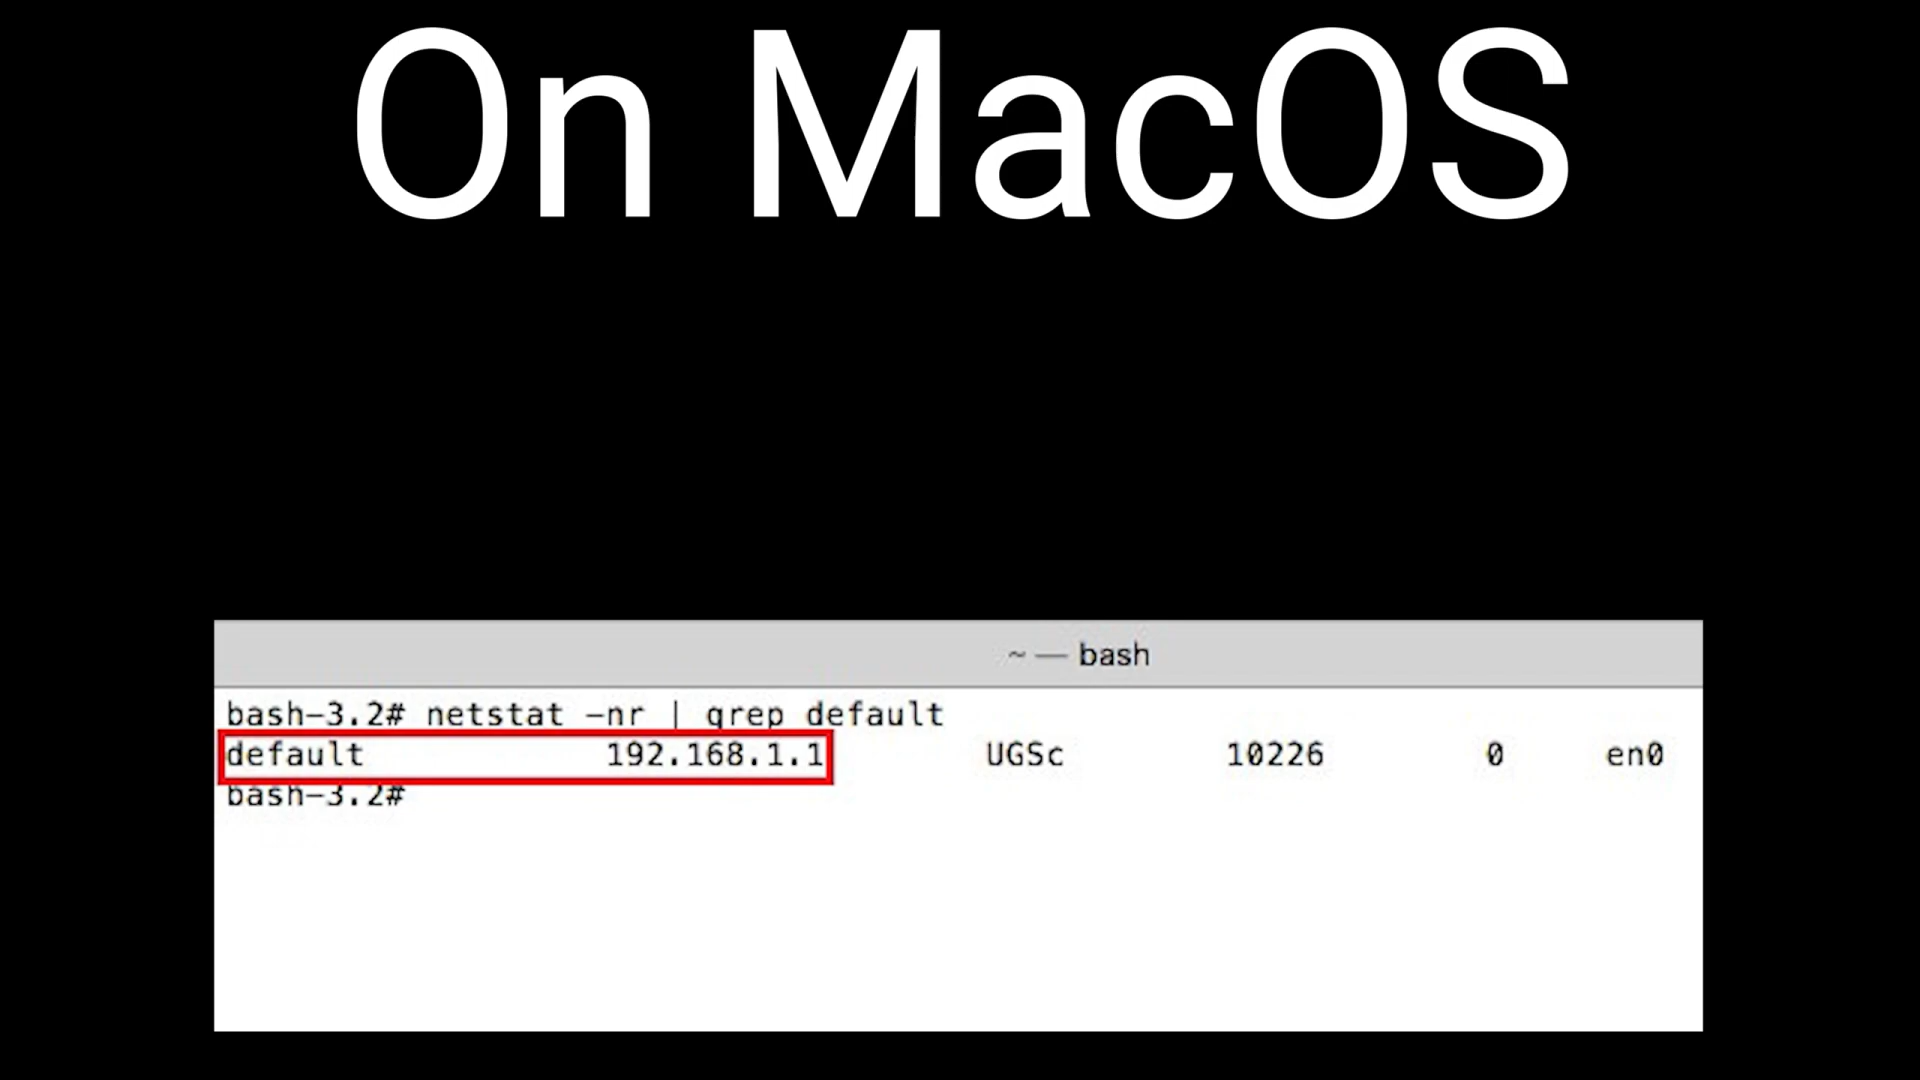 On MacOS
~ — bash
bash-3.2# netstat -nr | grep default
default 192.168.1.1 UGSc 10226 0 en0
bash-3.2#